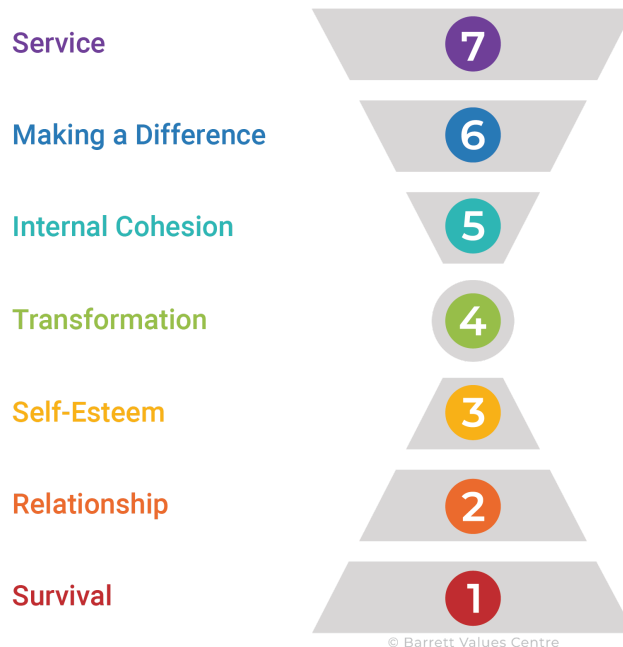 Service 7
Making a Difference 6
Internal Cohesion 5
Transformation 4
Self-Esteem 3
Relationship 2
Survival 1
© Barrett Values Centre